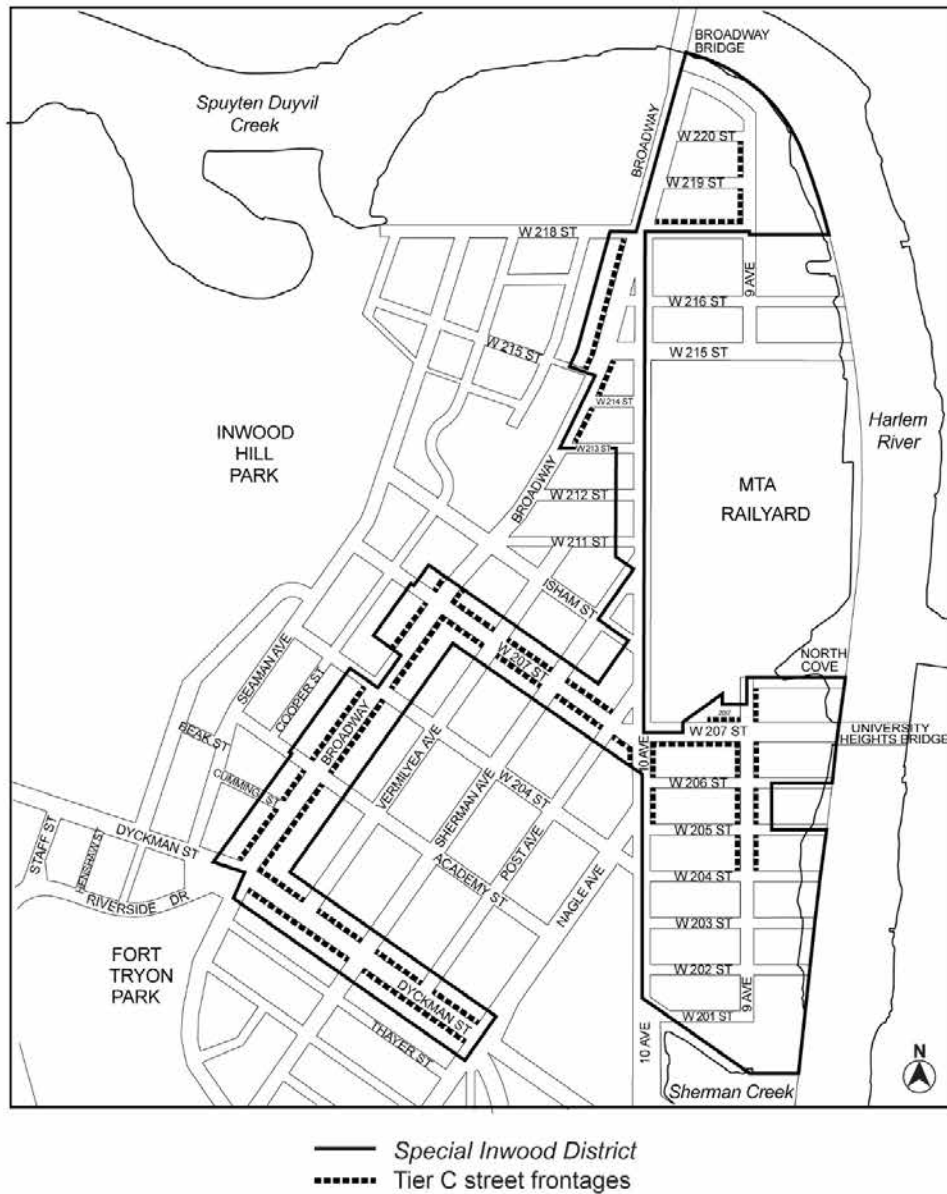 BROADWAY
BRIDGE
Spuyten Duyvil
Creek
BROADWAY
W 220 ST
W 219 ST
W 218 ST
9 AVE
W 216 ST
W 215 ST
W 215 ST
W 214 ST
W 213 ST
Harlem
River
INWOOD
HILL
PARK
BROADWAY
MTA
RAILYARD
W 212 ST
W 211 ST
ISHAM ST
W 207 ST
NORTH
COVE
SEAMAN AVE
COOPER ST
BROADWAY
W 207 ST
UNIVERSITY
HEIGHTS BRIDGE
10 AVE
BEAK ST
VERMILYEA AVE
W 206 ST
CUMMING ST
SHERMAN AVE
W 204 ST
W 205 ST
STAFF ST
HENSHAW ST
DYCKMAN ST
POST AVE
ACADEMY ST
W 204 ST
RIVERSIDE DR
NAGLE AVE
W 203 ST
FORT
TRYON
PARK
W 202 ST
DYCKMAN ST
9 AVE
W 201 ST
THAYER ST
10 AVE
N
Sherman Creek
Special Inwood District
Tier C street frontages